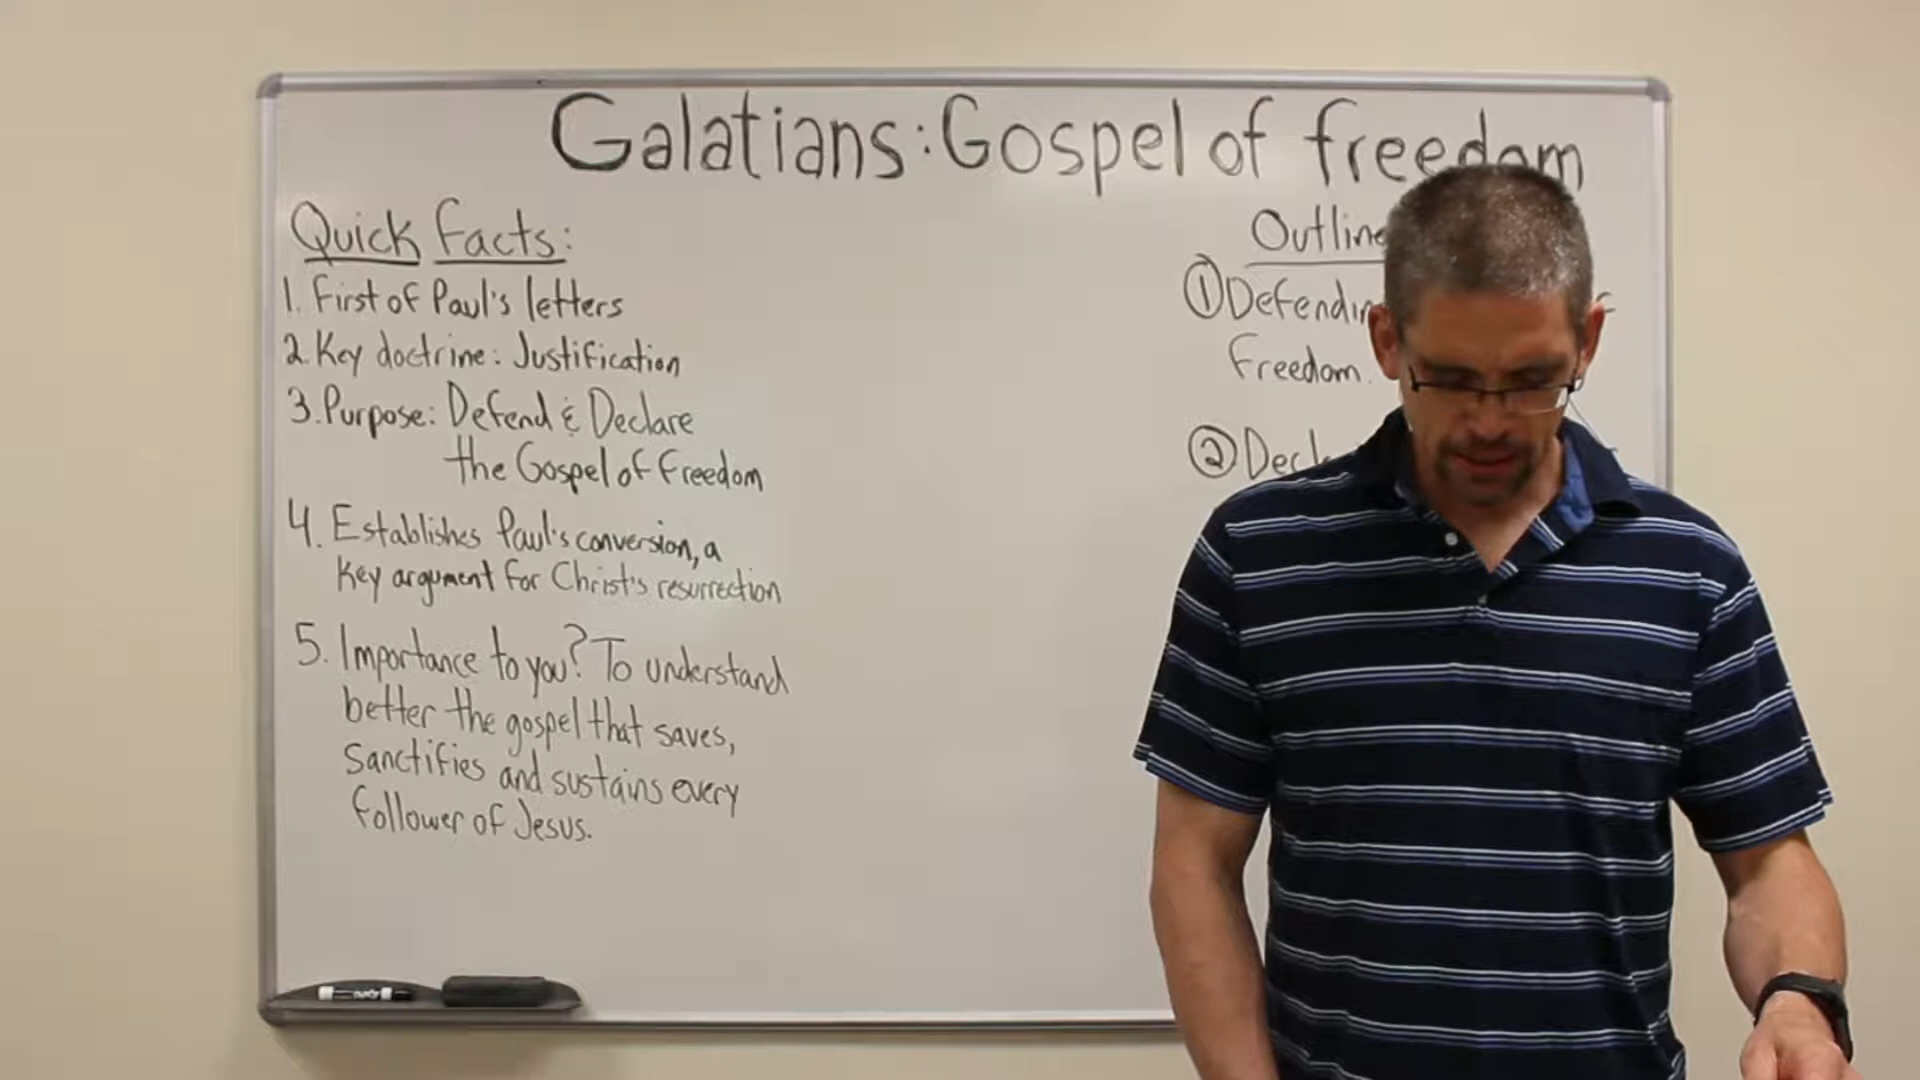 Galatians: Gospel of freedom
Quick Facts:
1. First of Paul's letters
2. Key doctrine: Justification
3. Purpose: Defend & Declare
the Gospel of Freedom
4. Establishes Paul's conversion, a
Key argument for Christ's resurrection
5. Importance to you? To understand
better the gospel that saves,
sanctifies and sustains every
follower of Jesus.
Outline
① Defendin
Freedom.
② Decl